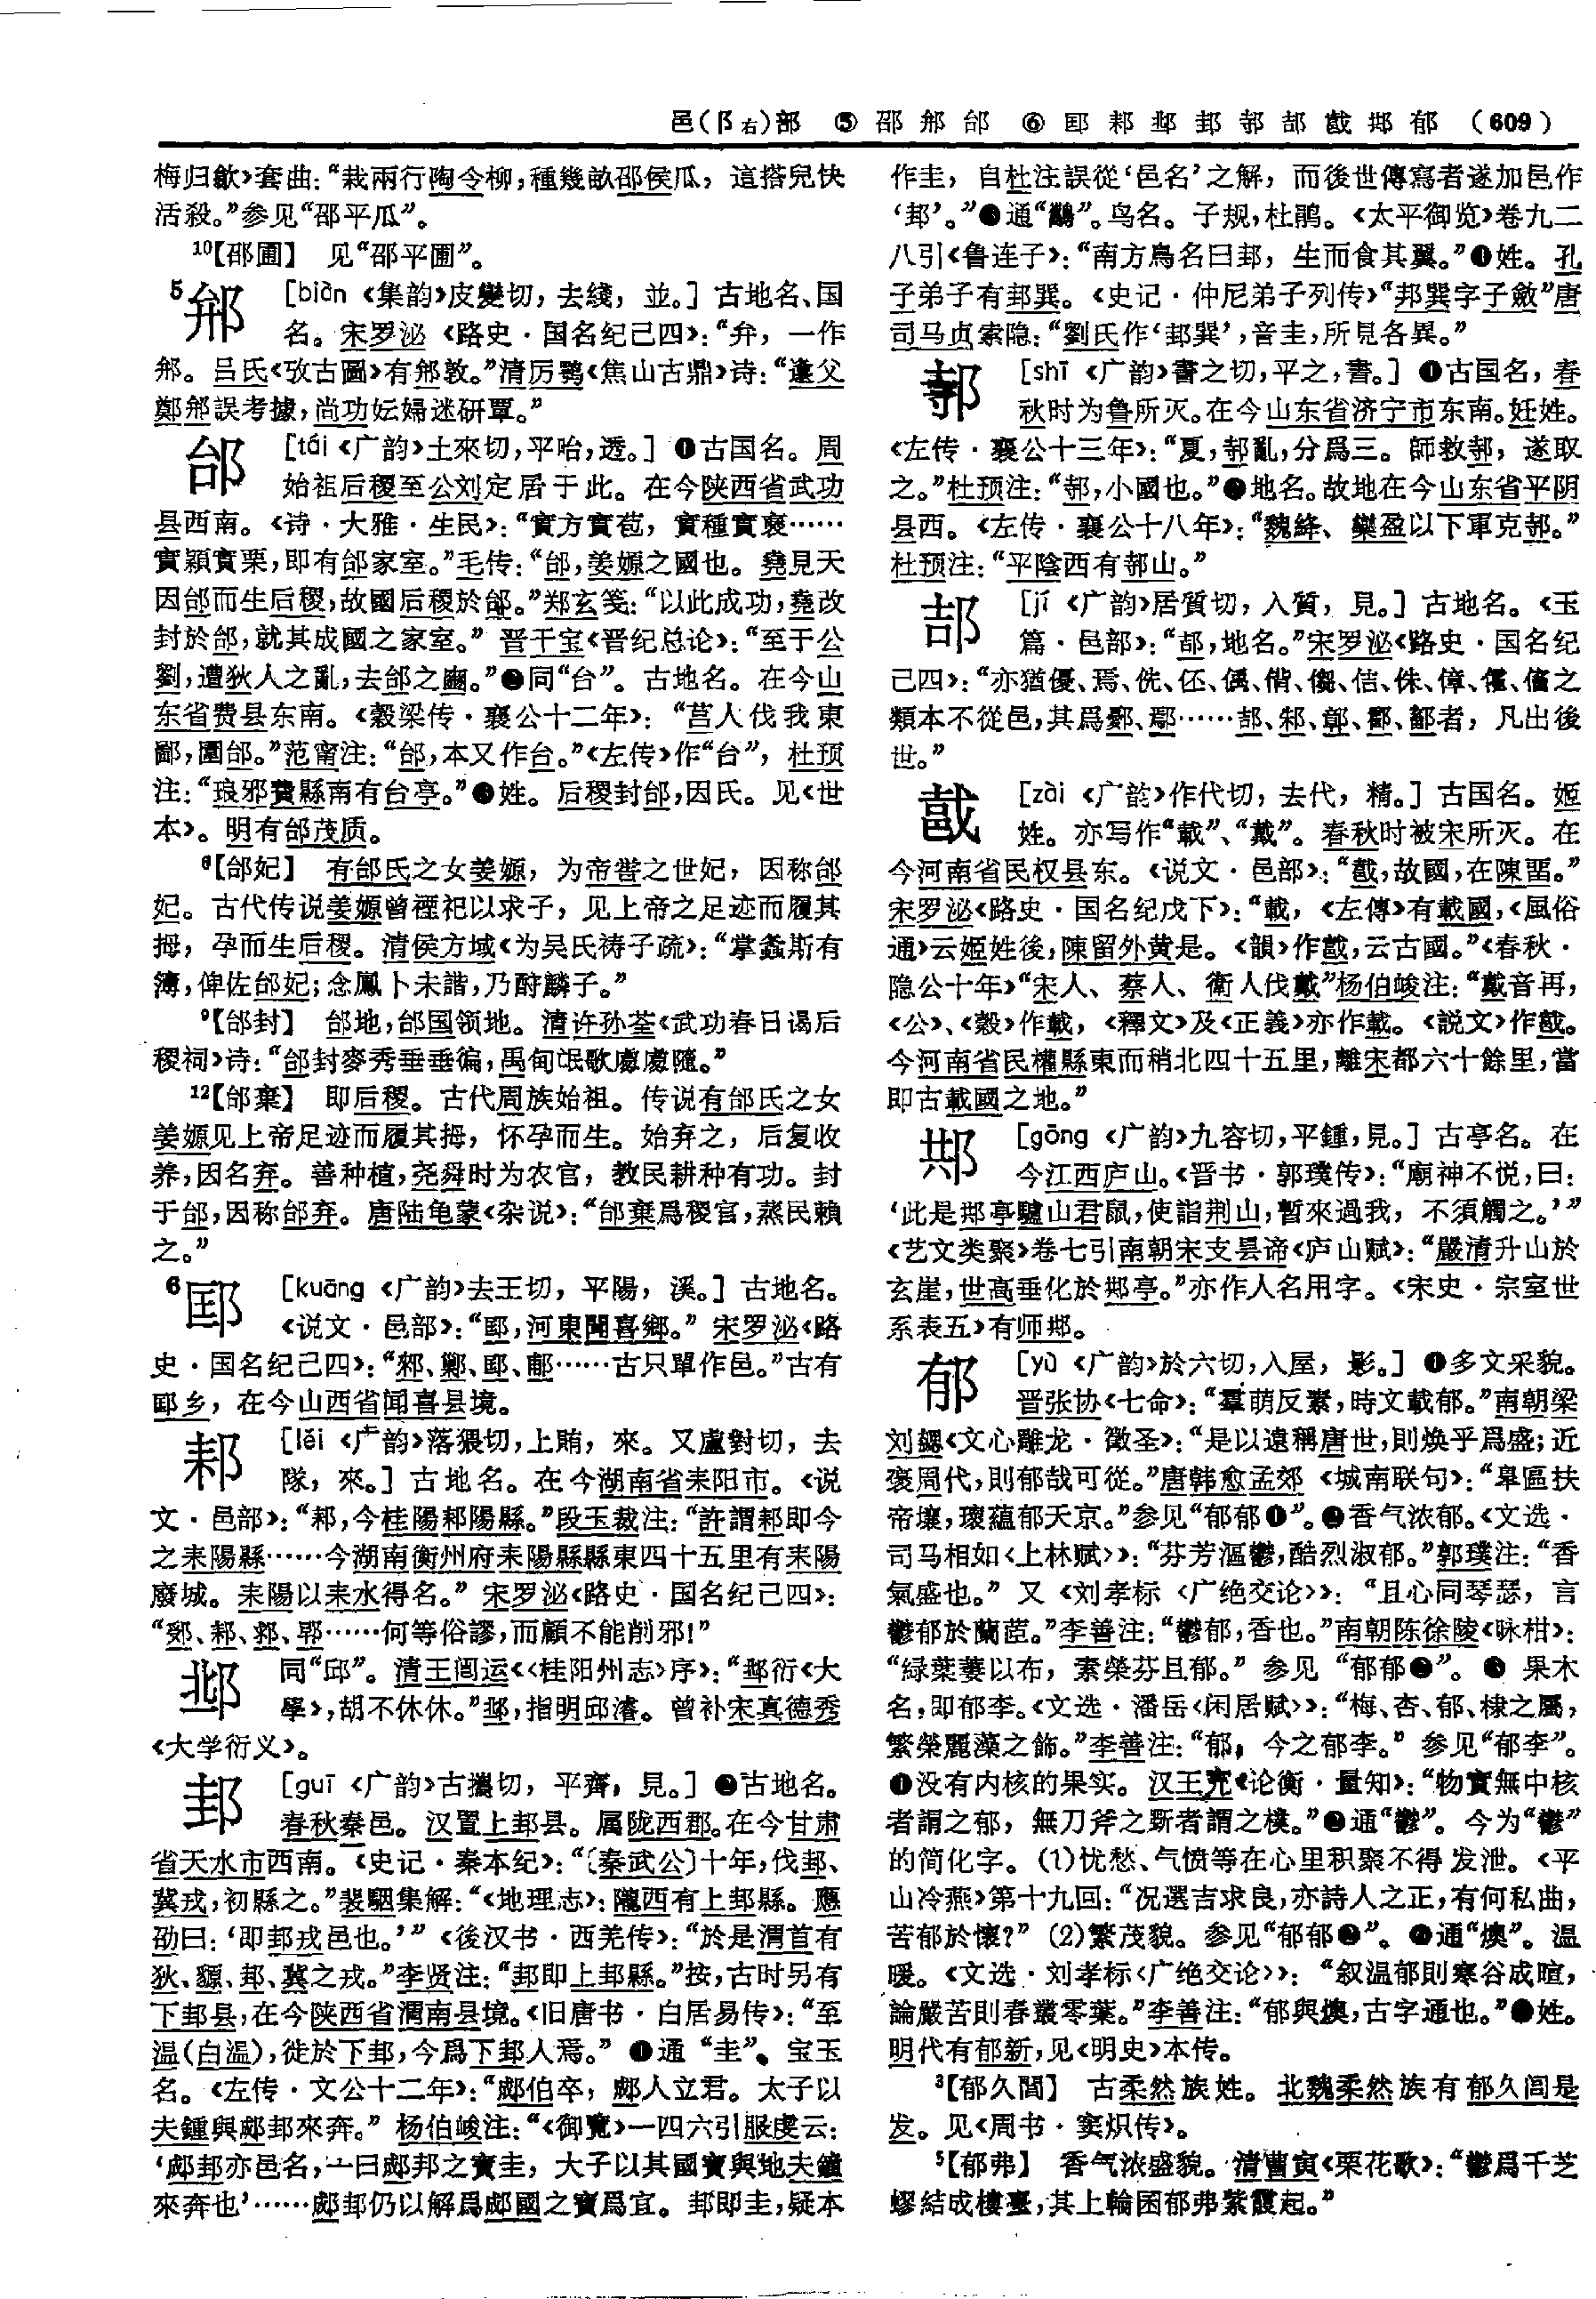 邑(阝右)部 ⑤ 邵 邥 邰 ⑥ 邼 耶 邺 邽 邿 郆 𢦏 㤨 郁 (609)
梅归歈》套曲:“栽兩行陶令柳,種幾畝邵侯瓜,這搭兒快
活殺。”参见“邵平瓜”。
10【邵圃】 见“邵平圃”。
5 [biàn 《集韵》皮變切,去綫,並。] 古地名、国
名。宋罗泌《路史·国名纪己四》:“弁,一作
。吕氏《攷古圖》有敦。”清厉鹗《焦山古鼎》诗:“遂父
鄭誤考據,尚功妘婦迷研覃。”
邰 [tái 《广韵》土來切,平咍,透。] ❶古国名。周
始祖后稷至公刘定居于此。在今陕西省武功
县西南。《诗·大雅·生民》:“實方實苞,實種實襃……
實穎實栗,即有邰家室。”毛传:“邰,姜嫄之國也。堯見天
因邰而生后稷,故國后稷於邰。”郑玄笺:“以此成功,堯改
封於邰,就其成國之家室。”晋干宝《晋纪总论》:“至于公
劉,遭狄人之亂,去邰之豳。”❷同“台”。古地名。在今山
东省费县东南。《穀梁传·襄公十二年》:“莒人伐我東
鄙,圍邰。”范甯注:“邰,本又作台。”《左传》作“台”,杜预
注:“琅邪費縣南有台亭。”❸姓。后稷封邰,因氏。见《世
本》。明有邰茂质。
6【邰妃】 有邰氏之女姜嫄,为帝喾之世妃,因称邰
妃。古代传说姜嫄曾禋祀以求子,见上帝之足迹而履其
拇,孕而生后稷。清侯方域《为吴氏祷子疏》:“掌螽斯有
簿,俾佐邰妃;念鳳卜未諧,乃酧麟子。”
9【邰封】 邰地,邰国领地。清许孙荃《武功春日谒后
稷祠》诗:“邰封麥秀垂垂徧,禹甸氓歌處處隨。”
12【邰棄】 即后稷。古代周族始祖。传说有邰氏之女
姜嫄见上帝足迹而履其拇,怀孕而生。始弃之,后复收
养,因名弃。善种植,尧舜时为农官,教民耕种有功。封
于邰,因称邰弃。唐陆龟蒙《杂说》:“邰棄爲稷官,蒸民賴
之。”
6邼 [kuāng 《广韵》去王切,平陽,溪。] 古地名。
《说文·邑部》:“邼,河東聞喜鄉。”宋罗泌《路
史·国名纪己四》:“、、邼、……古只單作邑。”古有
邼乡,在今山西省闻喜县境。
[lěi 《广韵》落猥切,上賄,來。又盧對切,去
隊,來。] 古地名。在今湖南省耒阳市。《说
文·邑部》:“,今桂陽陽縣。”段玉裁注:“許謂即今
之耒陽縣……今湖南衡州府耒陽縣縣東四十五里有耒陽
廢城。耒陽以耒水得名。”宋罗泌《路史·国名纪己四》:
“、、、……何等俗謬,而顧不能削邪!”
同“邱”。清王闿运《〈桂阳州志〉序》:“衍《大
學》,胡不休休。”,指明邱濬。曾补宋真德秀
《大学衍义》。
邽 [guī 《广韵》古攜切,平齊,見。] ❶古地名。
春秋秦邑。汉置上邽县。属陇西郡。在今甘肃
省天水市西南。《史记·秦本纪》:“〔秦武公〕十年,伐邽、
冀戎,初縣之。”裴駰集解:“《地理志》:隴西有上邽縣。應
劭曰:‘即邽戎邑也。’”《後汉书·西羌传》:“於是渭首有
狄、䝠、邽、冀之戎。”李贤注:“邽即上邽縣。”按,古时另有
下邽县,在今陕西省渭南县境。《旧唐书·白居易传》:“至
温(白温),徙於下邽,今爲下邽人焉。”❷通“圭”。宝玉
名。《左传·文公十二年》:“郕伯卒,郕人立君。太子以
夫鍾與郕邽來奔。”杨伯峻注:“《御覽》一四六引服虔云:
‘郕邽亦邑名,一曰郕邦之寶圭,大子以其國寶與地夫鐘
來奔也’……郕邽仍以解爲郕國之寶爲宜。邽即圭,疑本
作圭,自杜注誤從‘邑名’之解,而後世傳寫者遂加邑作
‘邽’。”❸通“鷶”。鸟名。子規,杜鹃。《太平御览》卷九二
八引《鲁连子》:“南方鳥名曰邽,生而食其翼。”❹姓。孔
子弟子有邽巽。《史记·仲尼弟子列传》“邦巽字子斂”唐
司马贞索隐:“劉氏作‘邽巽’,音圭,所見各異。”
邿 [shī 《广韵》書之切,平之,書。] ❶古国名,春
秋时为鲁所灭。在今山东省济宁市东南。妊姓。
《左传·襄公十三年》:“夏,邿亂,分爲三。師救邿,遂取
之。”杜预注:“邿,小國也。”❷地名。故地在今山东省平阴
县西。《左传·襄公十八年》:“魏絳、欒盈以下軍克邿。”
杜预注:“平陰西有邿山。”
郆 [jí 《广韵》居質切,入質,見。] 古地名。《玉
篇·邑部》:“郆,地名。”宋罗泌《路史·国名纪
己四》:“亦猶優、焉、侁、伾、偊、偕、儩、佶、侏、傽、、之
類本不從邑,其爲鄾、鄢……郆、邾、鄣、、者,凡出後
世。”
[zài 《广韵》作代切,去代,精。] 古国名。姬
姓。亦写作“載”、“戴”。春秋时被宋所灭。在
今河南省民权县东。《说文·邑部》:“,故國,在陳留。”
宋罗泌《路史·国名纪戊下》:“載,《左傳》有載國,《風俗
通》云姬姓後,陳留外黄是。《韻》作,云古國。”《春秋·
隐公十年》“宋人、蔡人、衛人伐戴”杨伯峻注:“戴音再,
《公》、《穀》作載,《釋文》及《正義》亦作載。《説文》作。
今河南省民權縣東而稍北四十五里,離宋都六十餘里,當
即古載國之地。”
[gōng 《广韵》九容切,平鍾,見。] 古亭名。在
今江西庐山。《晋书·郭璞传》:“廟神不悦,曰:
‘此是亭驢山君鼠,使詣荆山,暫來過我,不須觸之。’”
《艺文类聚》卷七引南朝宋支昙谛《庐山赋》:“嚴清升山於
玄崖,世高垂化於亭。”亦作人名用字。《宋史·宗室世
系表五》有师。
郁 [yù 《广韵》於六切,入屋,影。] ❶多文采貌。
晋张协《七命》:“羣萌反素,時文載郁。”南朝梁
刘勰《文心雕龙·徵圣》:“是以遠稱唐世,則焕乎爲盛;近
褒周代,則郁哉可從。”唐韩愈孟郊《城南联句》:“皐區扶
帝壤,瓌藴郁天京。”参见“郁郁❶”。❷香气浓郁。《文选·
司马相如〈上林赋〉》:“芬芳漚鬱,酷烈淑郁。”郭璞注:“香
氣盛也。”又《刘孝标〈广绝交论〉》:“且心同琴瑟,言
鬱郁於蘭茝。”李善注:“鬱郁,香也。”南朝陈徐陵《咏柑》:
“緑葉萋以布,素榮芬且郁。”参见“郁郁❷”。❸果木
名,即郁李。《文选·潘岳〈闲居赋〉》:“梅、杏、郁、棣之屬,
繁榮麗藻之飾。”李善注:“郁,今之郁李。”参见“郁李”。
❹没有内核的果实。汉王充《论衡·量知》:“物實無中核
者謂之郁,無刀斧之斲者謂之樸。”❺通“鬱”。今为“鬱”
的简化字。(1)忧愁、气愤等在心里积聚不得发泄。《平
山冷燕》第十九回:“况選吉求良,亦詩人之正,有何私曲,
苦郁於懷?”(2)繁茂貌。参见“郁郁❸”。❻通“燠”。温
暖。《文选·刘孝标〈广绝交论〉》:“叙温郁則寒谷成暄,
論嚴苦則春叢零葉。”李善注:“郁與燠,古字通也。”❼姓。
明代有郁新,见《明史》本传。
3【郁久閭】 古柔然族姓。北魏柔然族有郁久闾是
发。见《周书·窦炽传》。
5【郁弗】 香气浓盛貌。清曹寅《栗花歌》:“鬱爲千芝
蟉結成樓臺,其上輪囷郁弗紫霞起。”